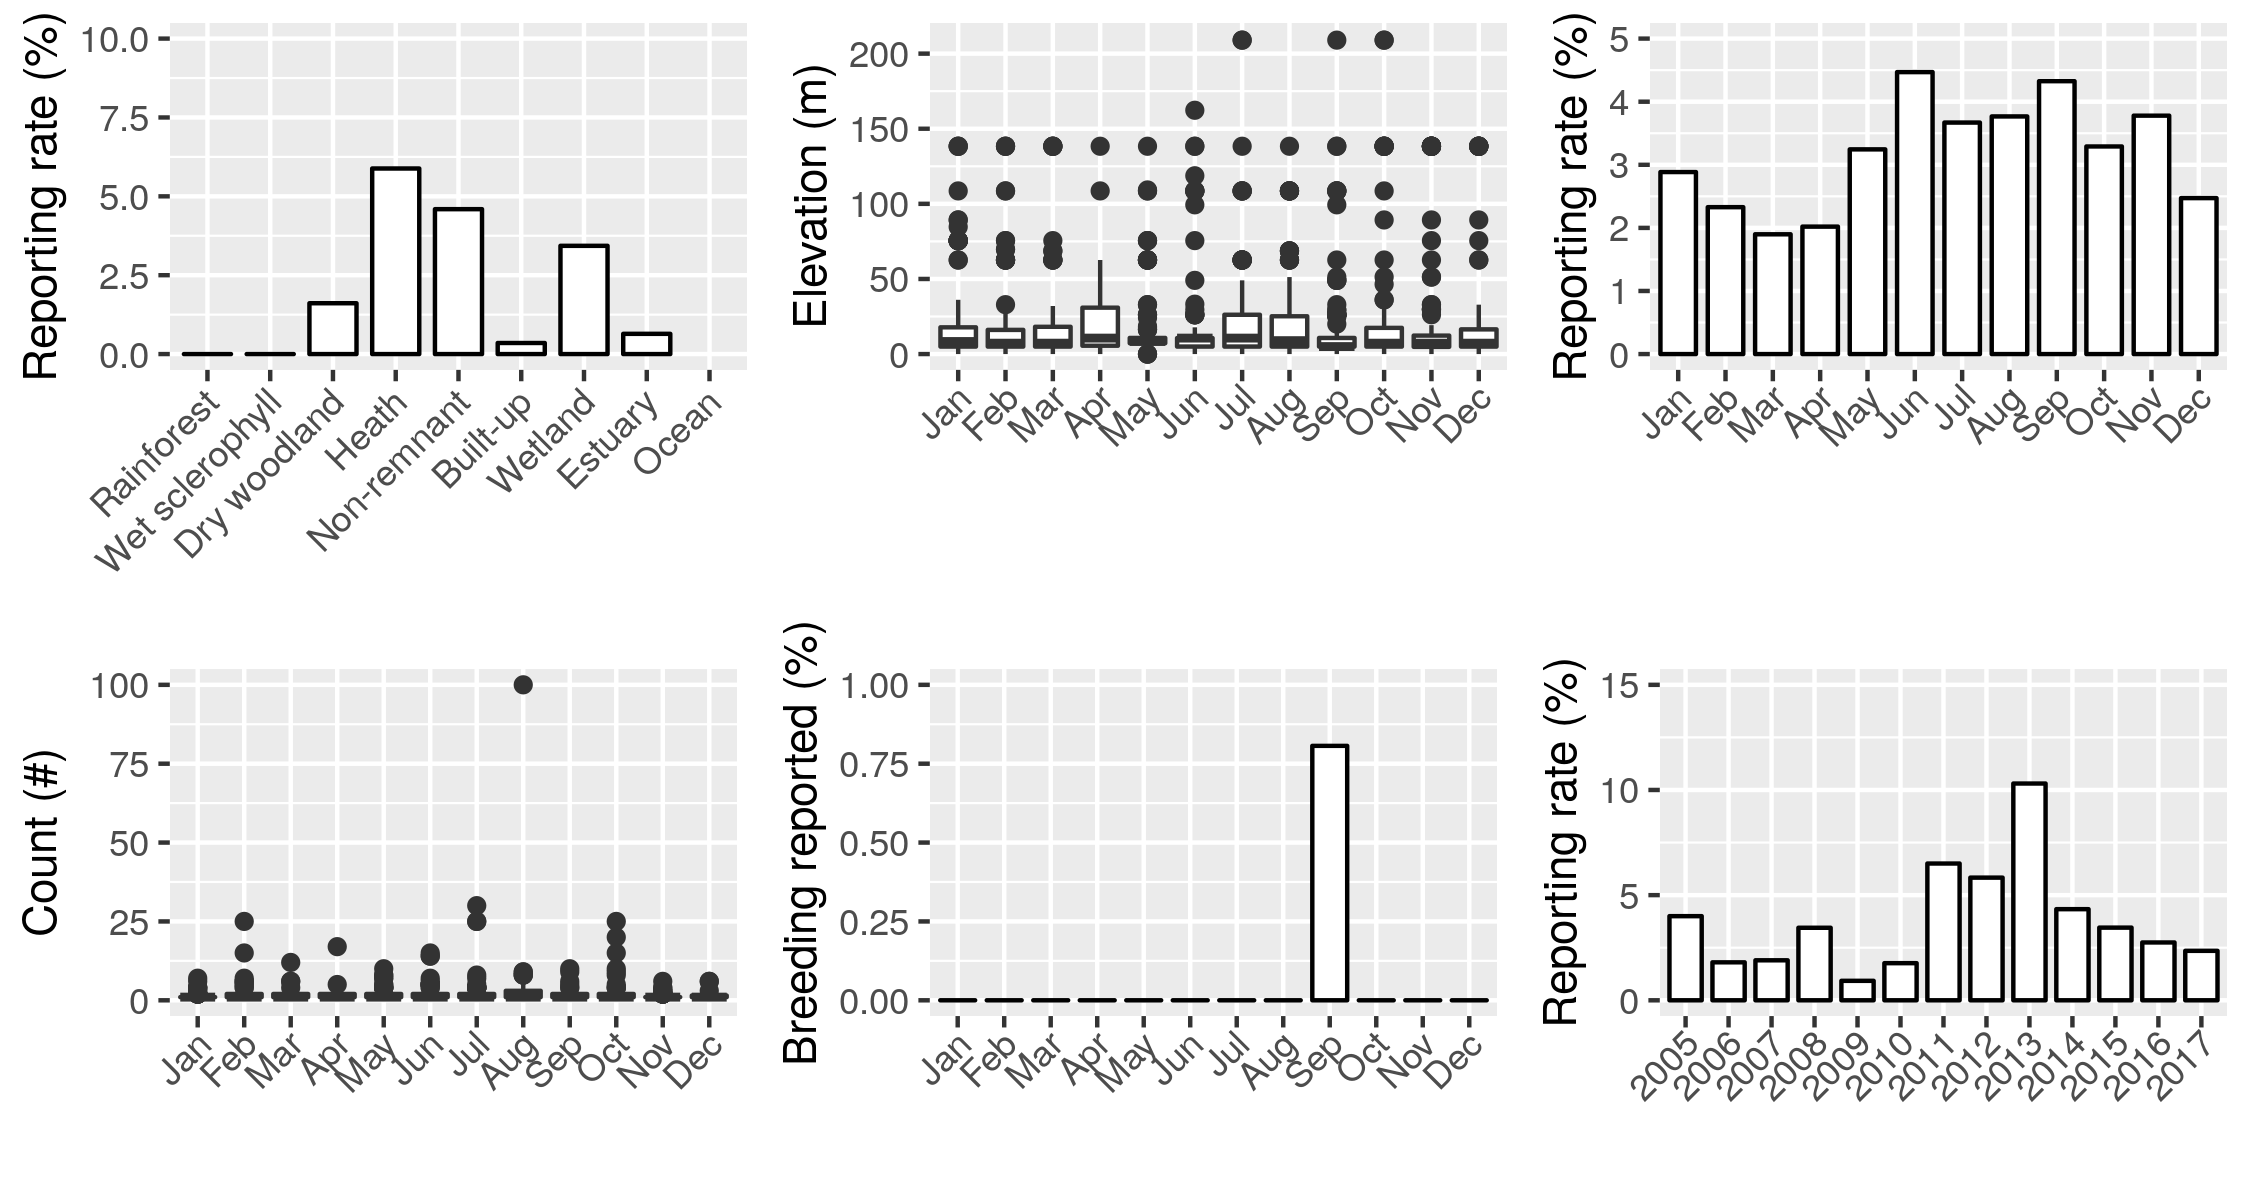 Reporting rate (%)
10.0
7.5
5.0
2.5
0.0
Rainforest
Wet sclerophyll
Dry woodland
Heath
Non-remnant
Built-up
Wetland
Estuary
Ocean
Elevation (m)
200
150
100
50
0
Jan
Feb
Mar
Apr
May
Jun
Jul
Aug
Sep
Oct
Nov
Dec
Reporting rate (%)
5
4
3
2
1
0
Jan
Feb
Mar
Apr
May
Jun
Jul
Aug
Sep
Oct
Nov
Dec
Count (#)
100
75
50
25
0
Jan
Feb
Mar
Apr
May
Jun
Jul
Aug
Sep
Oct
Nov
Dec
Breeding reported (%)
1.00
0.75
0.50
0.25
0.00
Jan
Feb
Mar
Apr
May
Jun
Jul
Aug
Sep
Oct
Nov
Dec
Reporting rate (%)
15
10
5
0
2005
2006
2007
2008
2009
2010
2011
2012
2013
2014
2015
2016
2017